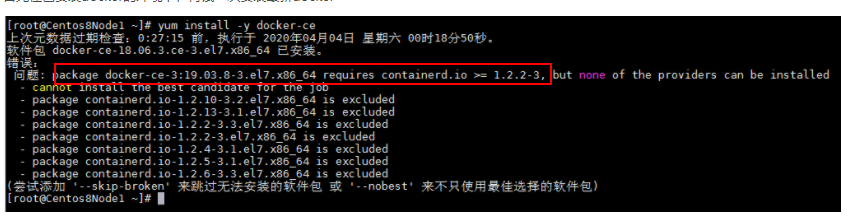 [root@Centos8Node1 ~]# yum install -y docker-ce
上次元数据过期检查：0:27:15 前，执行于 2020年04月04日 星期六 00时18分50秒。
软件包 docker-ce-18.06.3.ce-3.el7.x86_64 已安装。
错误：
问题: package docker-ce-3:19.03.8-3.el7.x86_64 requires containerd.io >= 1.2.2-3, but none of the providers can be installed
- cannot install the best candidate for the job
- package containerd.io-1.2.10-3.2.el7.x86_64 is excluded
- package containerd.io-1.2.13-3.1.el7.x86_64 is excluded
- package containerd.io-1.2.2-3.3.el7.x86_64 is excluded
- package containerd.io-1.2.2-3.el7.x86_64 is excluded
- package containerd.io-1.2.4-3.1.el7.x86_64 is excluded
- package containerd.io-1.2.5-3.1.el7.x86_64 is excluded
- package containerd.io-1.2.6-3.3.el7.x86_64 is excluded
(尝试添加 '--skip-broken' 来跳过无法安装的软件包 或 '--nobest' 来不只使用最佳选择的软件包)
[root@Centos8Node1 ~]#